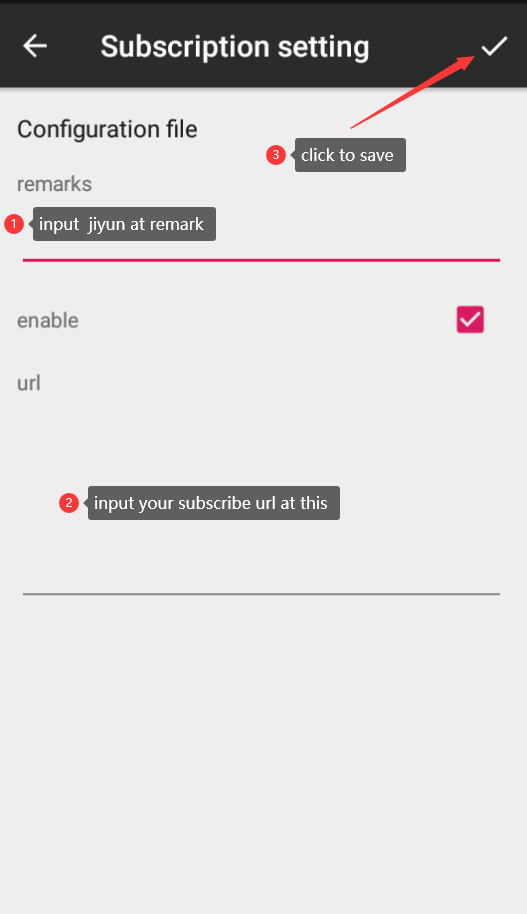 Subscription setting
Configuration file
3 click to save
remarks
1 input jiyun at remark
enable
url
2 input your subscribe url at this